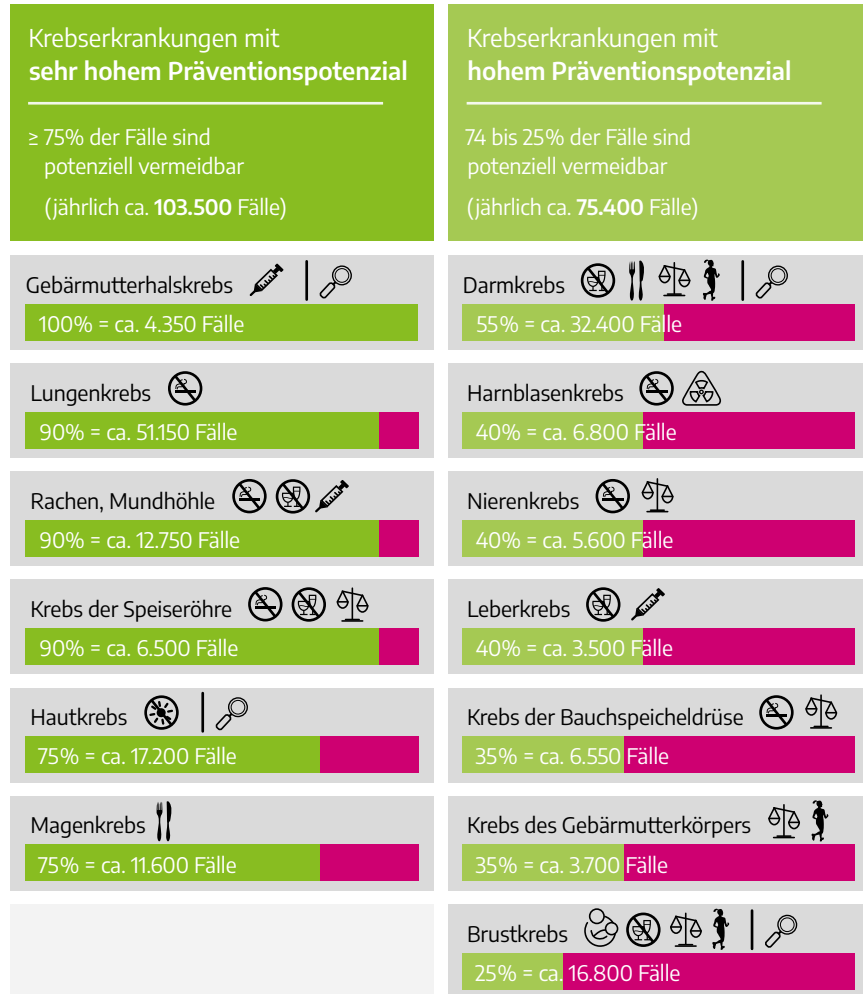 Krebserkrankungen mit
sehr hohem Präventionspotenzial
≥ 75% der Fälle sind
potenziell vermeidbar
(jährlich ca. 103.500 Fälle)
Gebärmutterhalskrebs
100% = ca. 4.350 Fälle
Lungenkrebs
90% = ca. 51.150 Fälle
Rachen, Mundhöhle
90% = ca. 12.750 Fälle
Krebs der Speiseröhre
90% = ca. 6.500 Fälle
Hautkrebs
75% = ca. 17.200 Fälle
Magenkrebs
75% = ca. 11.600 Fälle
Krebserkrankungen mit
hohem Präventionspotenzial
74 bis 25% der Fälle sind
potenziell vermeidbar
(jährlich ca. 75.400 Fälle)
Darmkrebs
55% = ca. 32.400 Fälle
Harnblasenkrebs
40% = ca. 6.800 Fälle
Nierenkrebs
40% = ca. 5.600 Fälle
Leberkrebs
40% = ca. 3.500 Fälle
Krebs der Bauchspeicheldrüse
35% = ca. 6.550 Fälle
Krebs des Gebärmutterkörpers
35% = ca. 3.700 Fälle
Brustkrebs
25% = ca. 16.800 Fälle